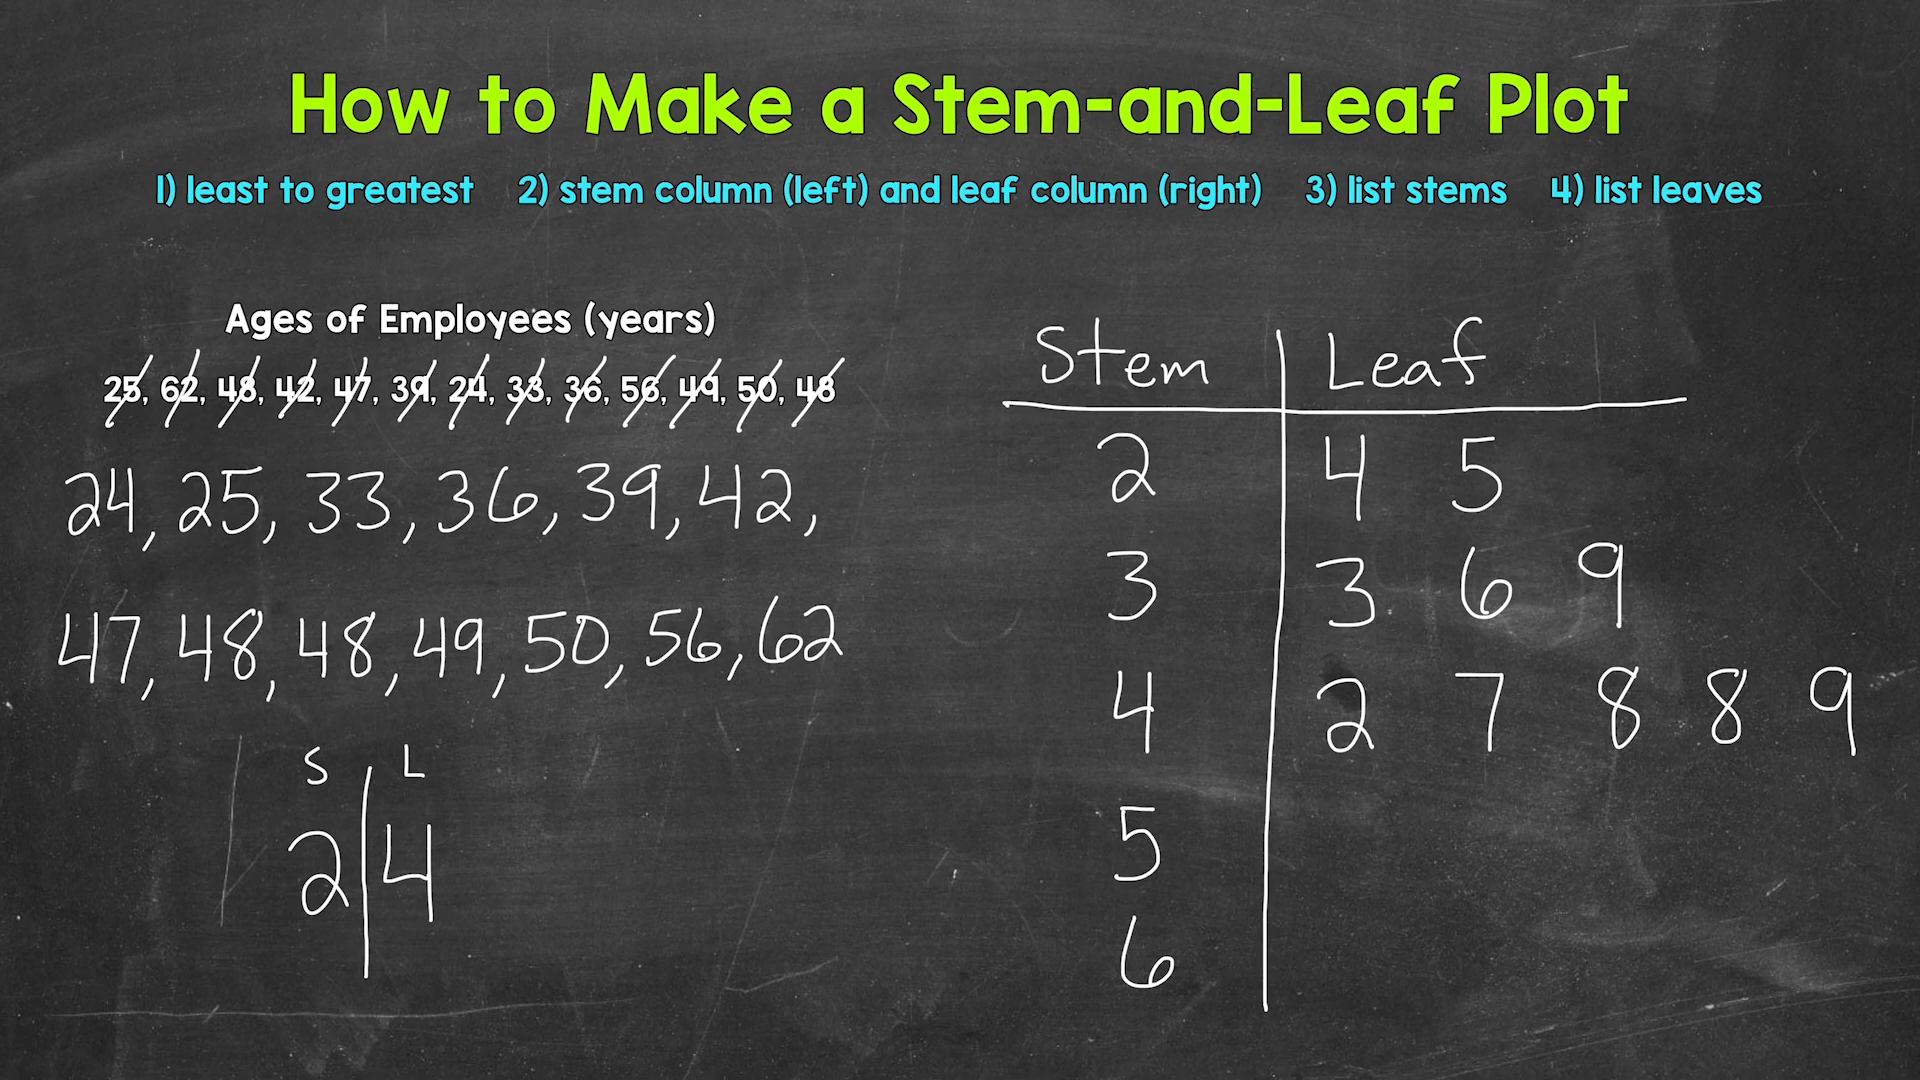 How to Make a Stem-and-Leaf Plot
1) least to greatest 2) stem column (left) and leaf column (right) 3) list stems 4) list leaves
Ages of Employees (years)
25, 62, 48, 42, 47, 39, 24, 33, 36, 56, 49, 50, 48
24, 25, 33, 36, 39, 42,
47, 48, 48, 49, 50, 56, 62
S L
2 4
Stem Leaf
2 4 5
3 3 6 9
4 2 7 8 8 9
5
6